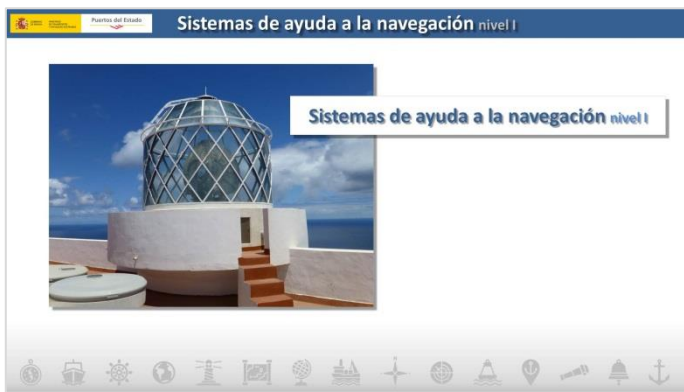 Puertos del Estado
Sistemas de ayuda a la navegación nivel I
Sistemas de ayuda a la navegación nivel I